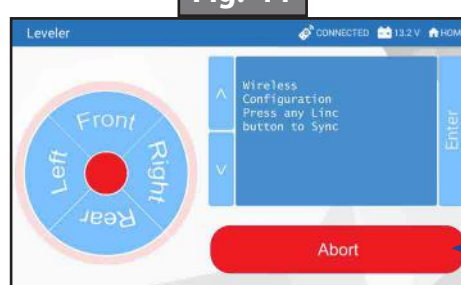 Leveler CONNECTED 13.2 V HOM
Front
Left
Right
Rear
Wireless
Configuration
Press any Linc
button to Sync
Enter
Abort